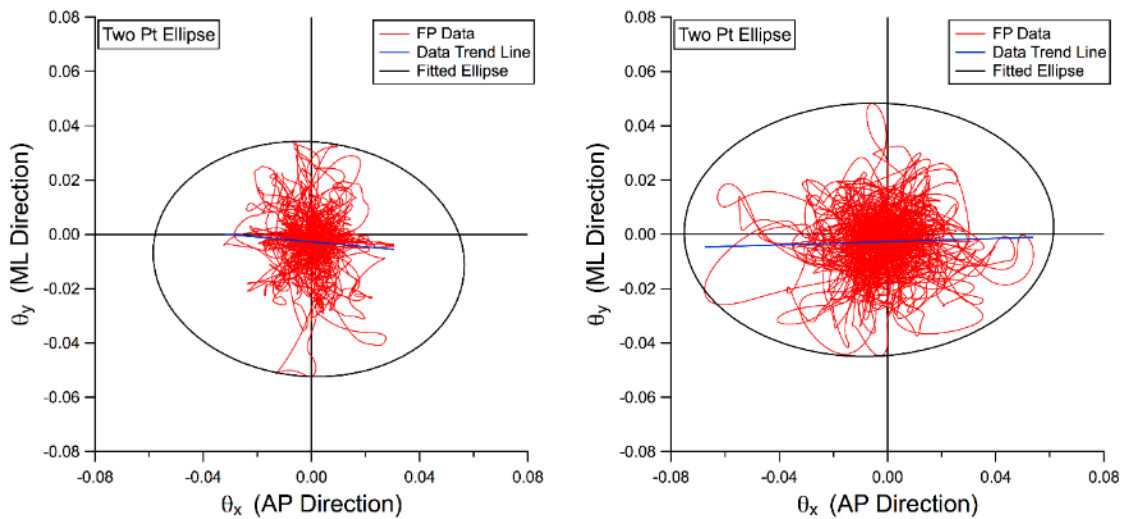 Two Pt Ellipse
FP Data
Data Trend Line
Fitted Ellipse
0.08
0.06
0.04
0.02
0.00
-0.02
-0.04
-0.06
-0.08
θy (ML Direction)
-0.08
-0.04
0.00
0.04
0.08
θx (AP Direction)
Two Pt Ellipse
FP Data
Data Trend Line
Fitted Ellipse
0.08
0.06
0.04
0.02
0.00
-0.02
-0.04
-0.06
-0.08
θy (ML Direction)
-0.08
-0.04
0.00
0.04
0.08
θx (AP Direction)